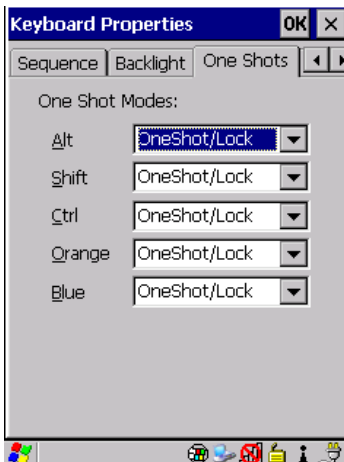 Keyboard Properties OK ×
Sequence Backlight One Shots
One Shot Modes:
Alt OneShot/Lock
Shift OneShot/Lock
Ctrl OneShot/Lock
Orange OneShot/Lock
Blue OneShot/Lock